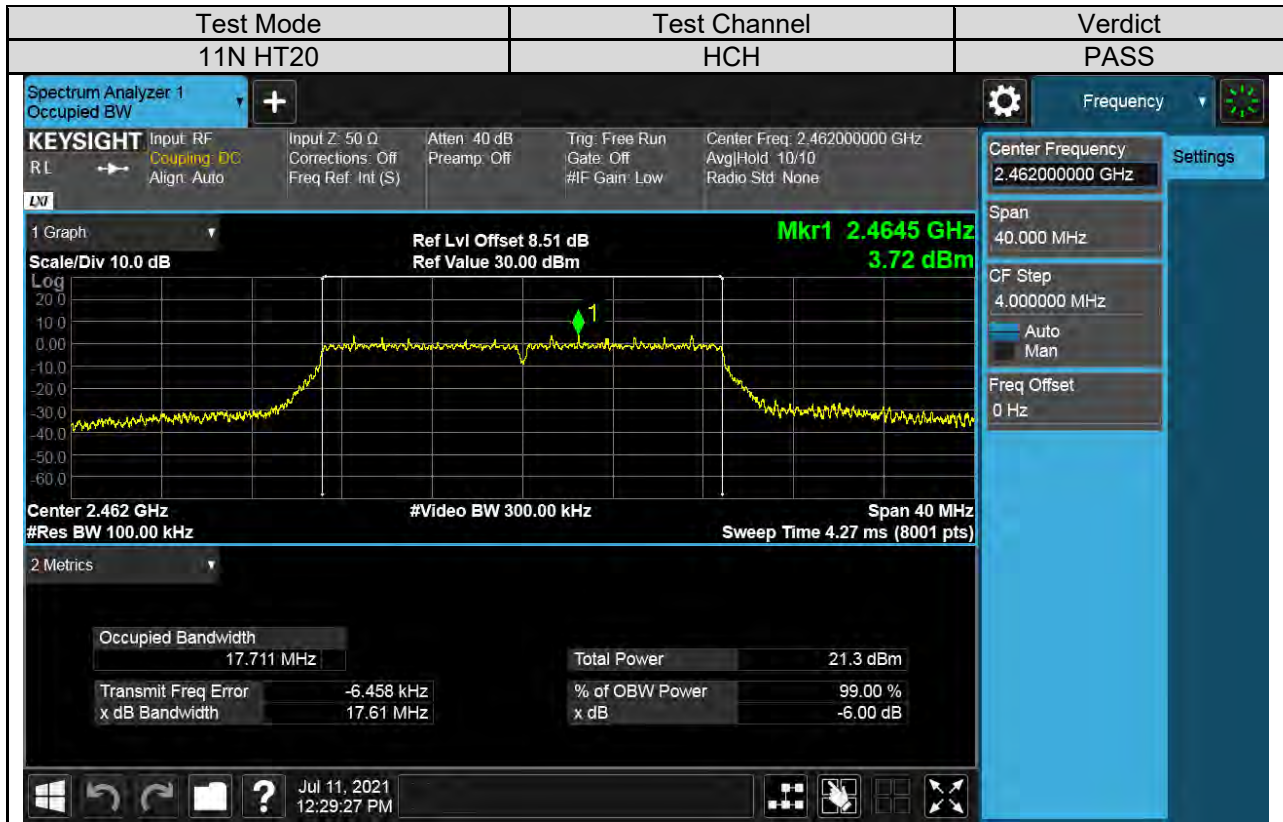 Test Mode Test Channel Verdict
11N HT20 HCH PASS
Spectrum Analyzer 1
Occupied BW
+
Frequency
KEYSIGHT Input: RF Input Z: 50 Ω Atten: 40 dB Trig: Free Run Center Freq: 2.462000000 GHz
RL Coupling: DC Corrections: Off Preamp: Off Gate: Off Avg|Hold: 10/10
Align: Auto Freq Ref: Int (S) #IF Gain: Low Radio Std: None
LXI
Center Frequency
2.462000000 GHz
Settings
Span
40.000 MHz
CF Step
4.000000 MHz
Auto
Man
Freq Offset
0 Hz
1 Graph Ref Lvl Offset 8.51 dB Mkr1 2.4645 GHz
Scale/Div 10.0 dB Ref Value 30.00 dBm 3.72 dBm
Log
20.0
10.0
1
0.00
-10.0
-20.0
-30.0
-40.0
-50.0
-60.0
Center 2.462 GHz #Video BW 300.00 kHz Span 40 MHz
#Res BW 100.00 kHz Sweep Time 4.27 ms (8001 pts)
2 Metrics
Occupied Bandwidth
17.711 MHz Total Power 21.3 dBm
Transmit Freq Error -6.458 kHz % of OBW Power 99.00 %
x dB Bandwidth 17.61 MHz x dB -6.00 dB
? Jul 11, 2021
12:29:27 PM